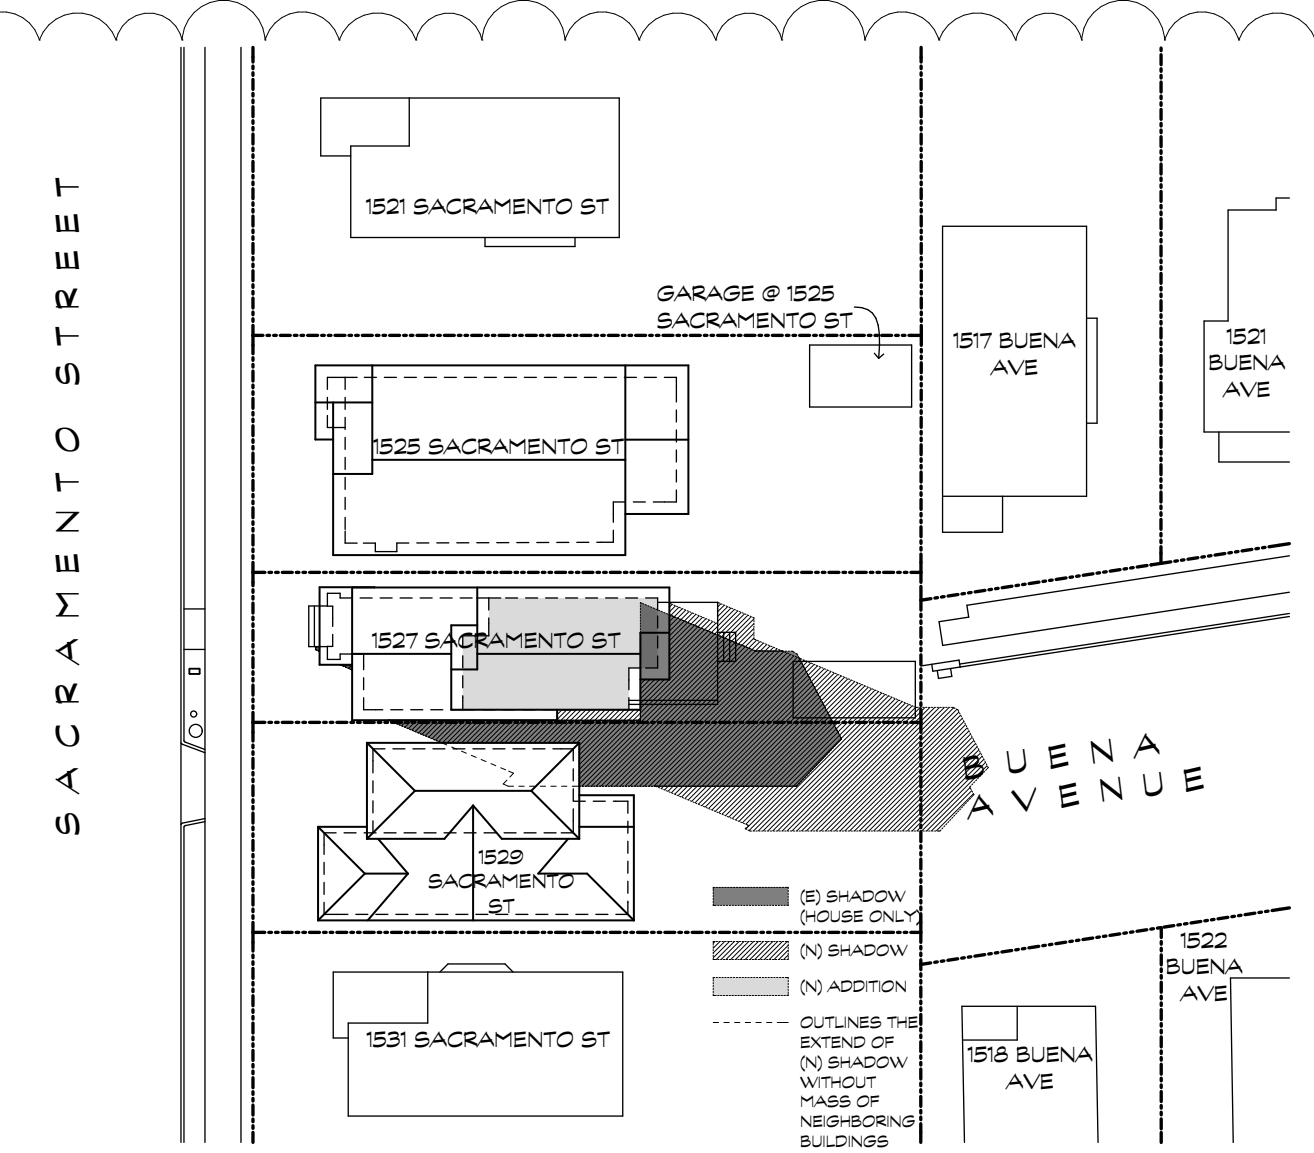 SACRAMENTO STREET
1521 SACRAMENTO ST
GARAGE @ 1525
SACRAMENTO ST
1517 BUENA
AVE
1521
BUENA
AVE
1525 SACRAMENTO ST
1527 SACRAMENTO ST
BUENA
AVENUE
1529
SACRAMENTO
ST
(E) SHADOW
(HOUSE ONLY)
(N) SHADOW
(N) ADDITION
OUTLINES THE
EXTEND OF
(N) SHADOW
WITHOUT
MASS OF
NEIGHBORING
BUILDINGS
1531 SACRAMENTO ST
1522
BUENA
AVE
1518 BUENA
AVE